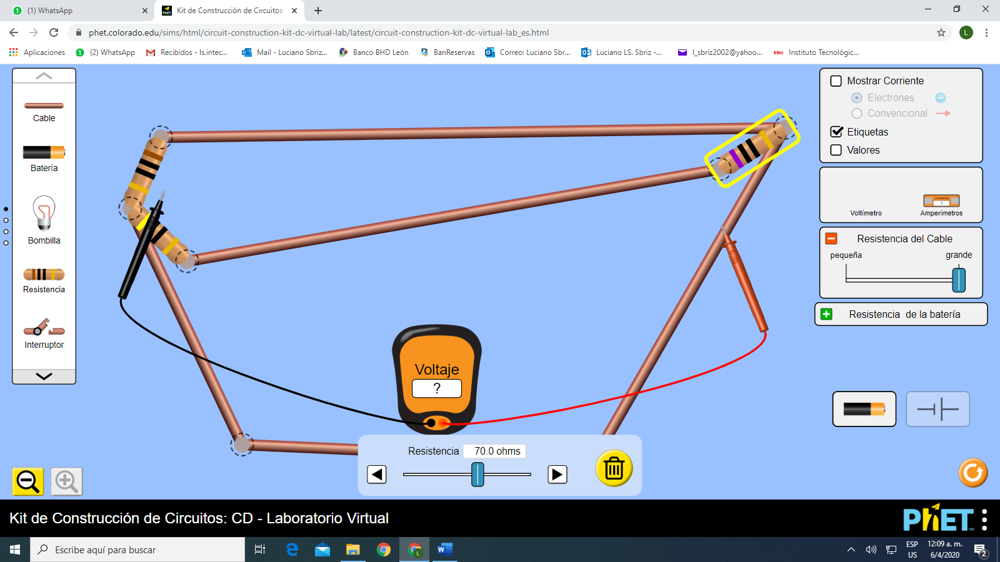 (1) WhatsApp
Kit de Construcción de Circuitos:
phet.colorado.edu/sims/html/circuit-construction-kit-dc-virtual-lab/latest/circuit-construction-kit-dc-virtual-lab_es.html
L
Aplicaciones
(2) WhatsApp
Recibidos - ls.intec...
Mail - Luciano Sbriz...
Banco BHD León
BanReservas
Correo: Luciano Sbr...
Luciano LS. Sbriz -...
l_sbriz2002@yahoo...
Intec
Instituto Tecnológic...
Cable
Batería
Bombilla
Resistencia
Interruptor
Mostrar Corriente
Electrones
Convencional
Etiquetas
Valores
Voltímetro
Corriente
?
Amperímetros
Resistencia del Cable
pequeña
grande
Resistencia de la batería
Voltaje
?
Resistencia
70.0 ohms
Kit de Construcción de Circuitos: CD - Laboratorio Virtual
PhET
Escribe aquí para buscar
ESP
US
12:09 a. m.
6/4/2020
2